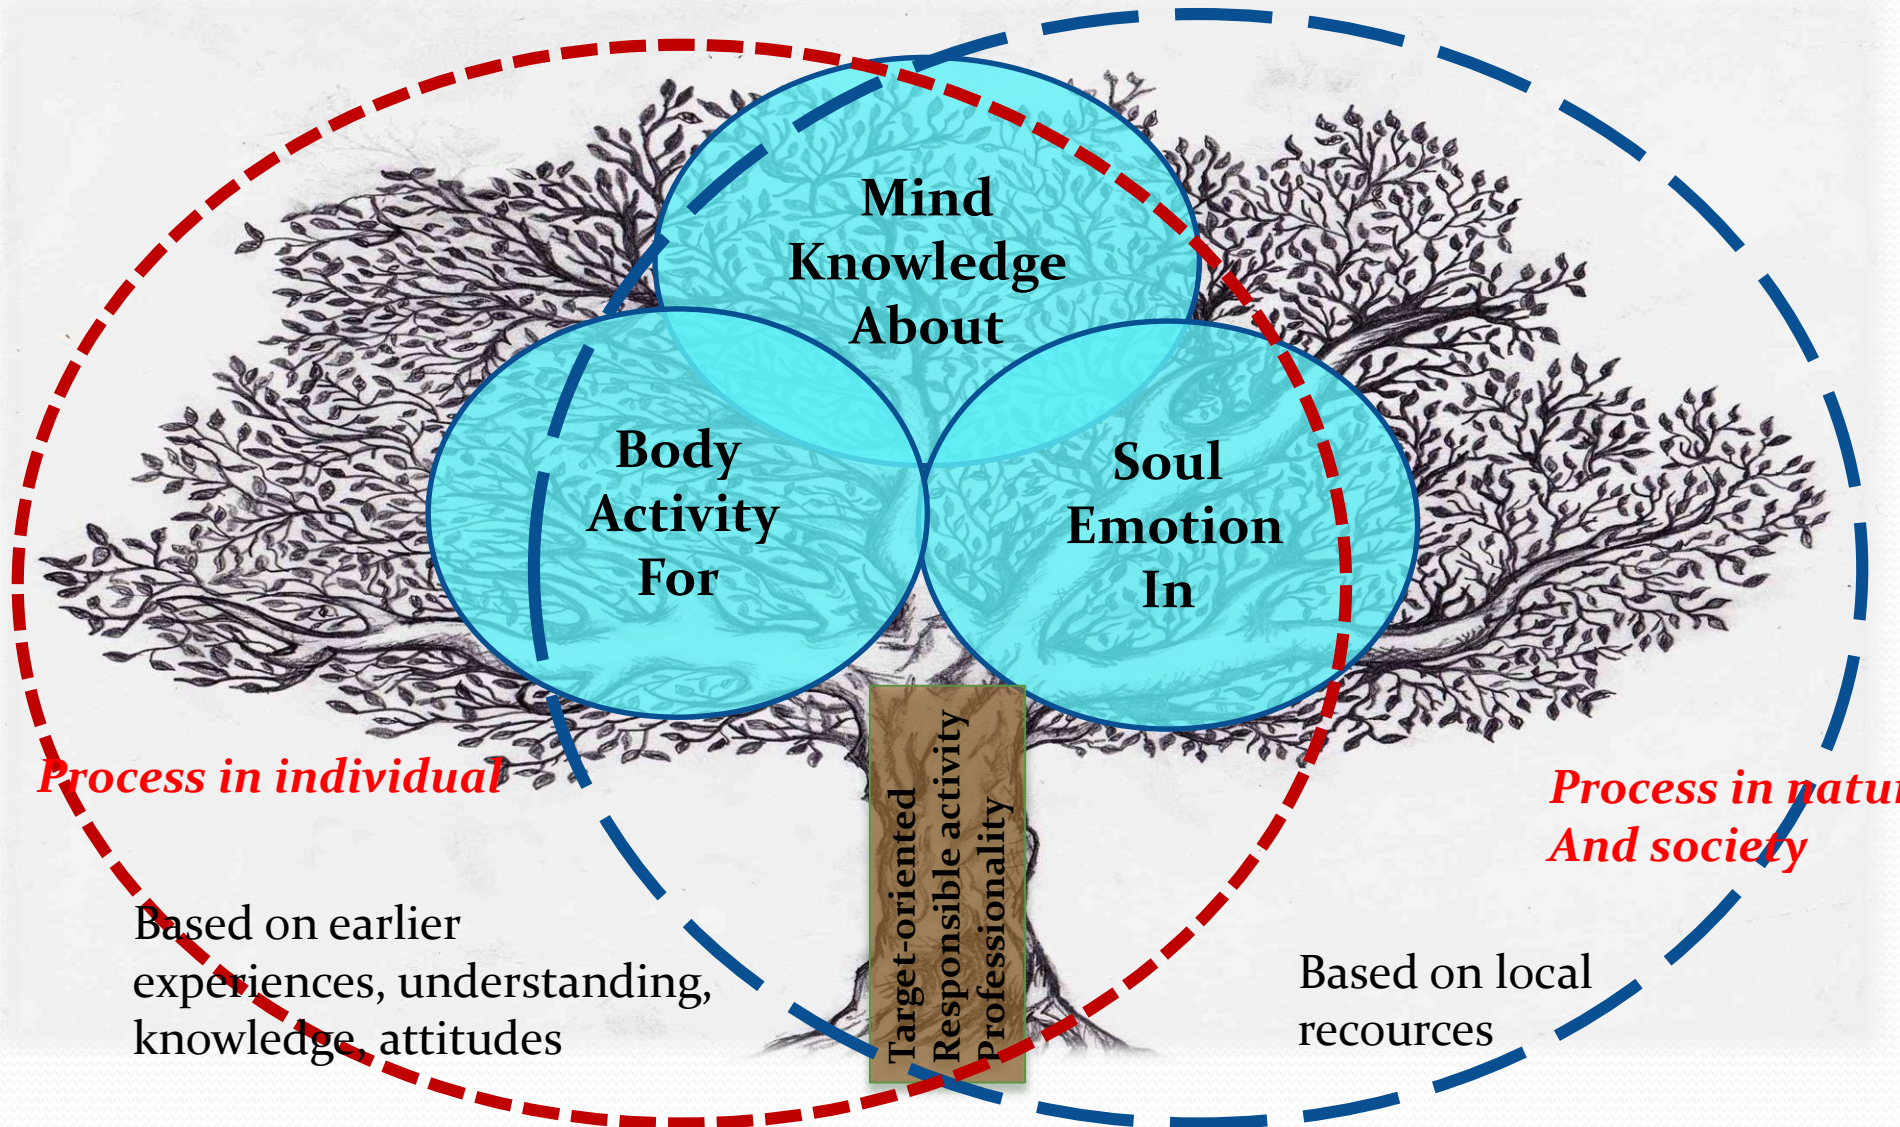 Mind
Knowledge
About
Body
Activity
For
Soul
Emotion
In
Process in individual
Process in natur
And society
Based on earlier
experiences, understanding,
knowledge, attitudes
Target-oriented
Responsible activity
Professionality
Based on local
recources